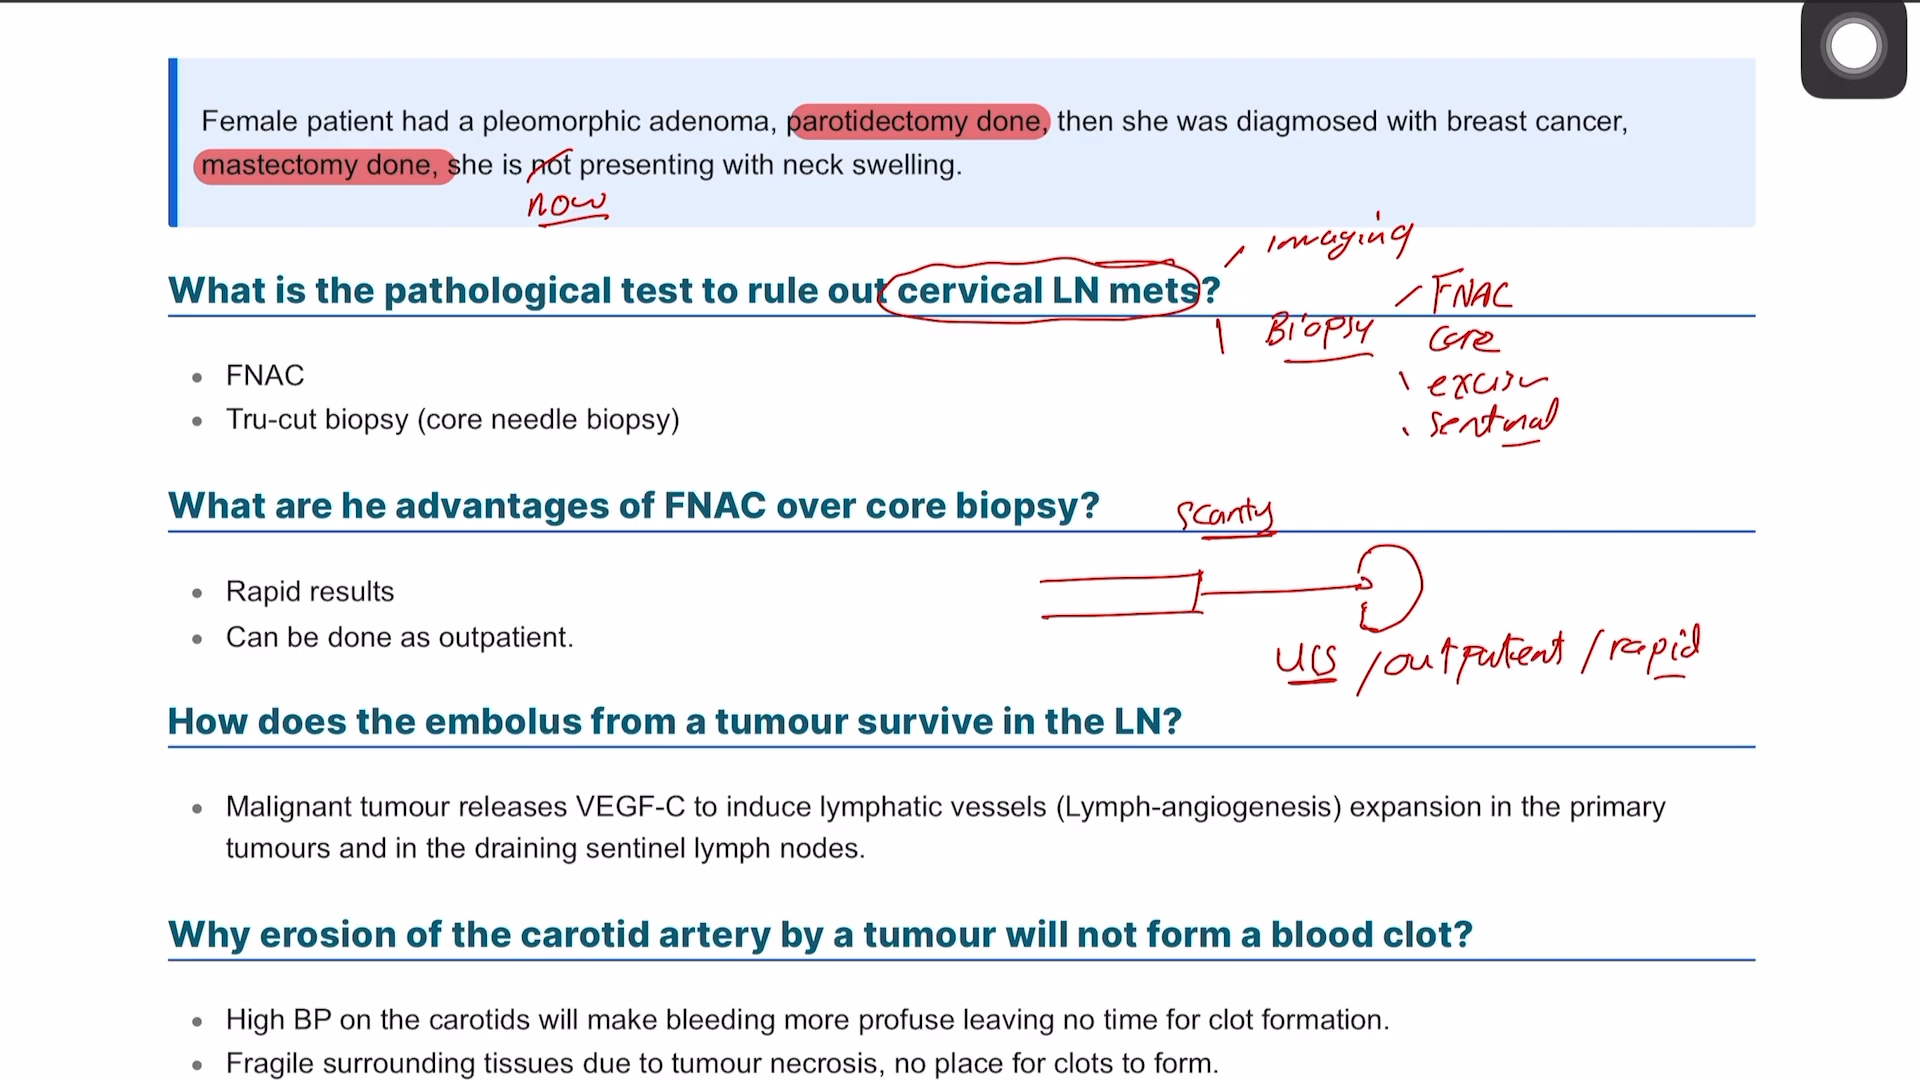 Female patient had a pleomorphic adenoma, parotidectomy done, then she was diagmosed with breast cancer,
mastectomy done, she is not presenting with neck swelling.
now
imaging
What is the pathological test to rule out cervical LN mets?
FNAC
Biopsy
core
FNAC
excision
Tru-cut biopsy (core needle biopsy)
sentinal
What are he advantages of FNAC over core biopsy?
scanty
Rapid results
Can be done as outpatient.
U/S / outpatient / rapid
How does the embolus from a tumour survive in the LN?
Malignant tumour releases VEGF-C to induce lymphatic vessels (Lymph-angiogenesis) expansion in the primary
tumours and in the draining sentinel lymph nodes.
Why erosion of the carotid artery by a tumour will not form a blood clot?
High BP on the carotids will make bleeding more profuse leaving no time for clot formation.
Fragile surrounding tissues due to tumour necrosis, no place for clots to form.